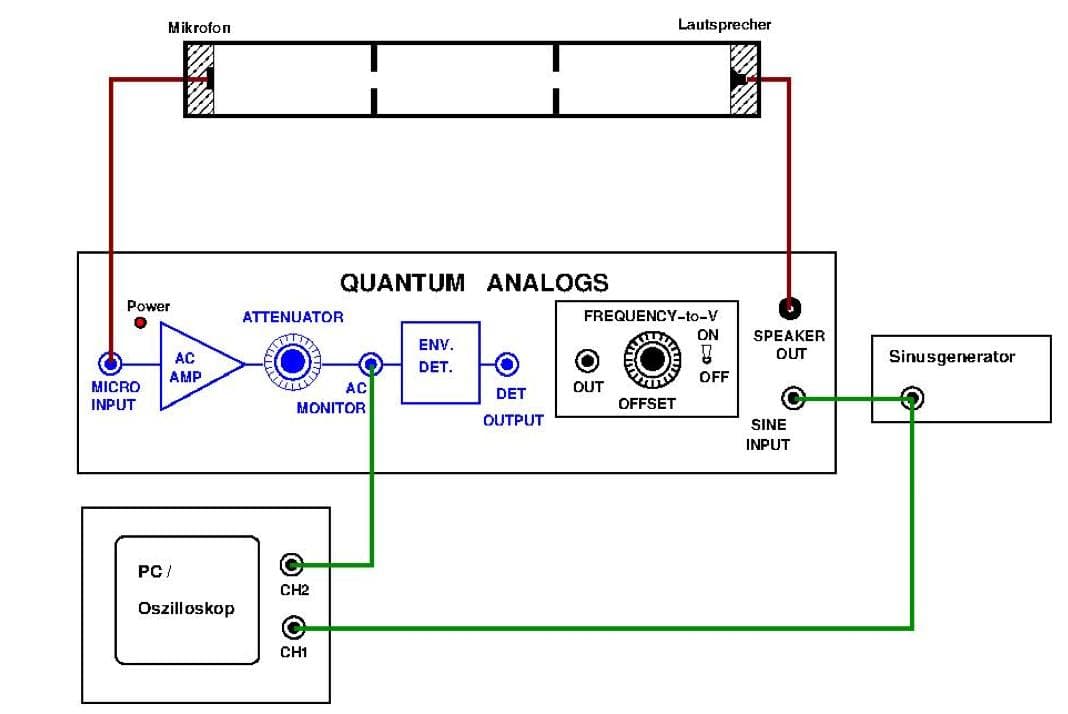 Mikrofon
Lautsprecher
QUANTUM ANALOGS
Power
ATTENUATOR
AC
AMP
MICRO
INPUT
AC
MONITOR
ENV.
DET.
DET
OUTPUT
FREQUENCY-to-V
ON
OFF
OUT
OFFSET
SPEAKER
OUT
SINE
INPUT
Sinusgenerator
PC /
Oszilloskop
CH2
CH1